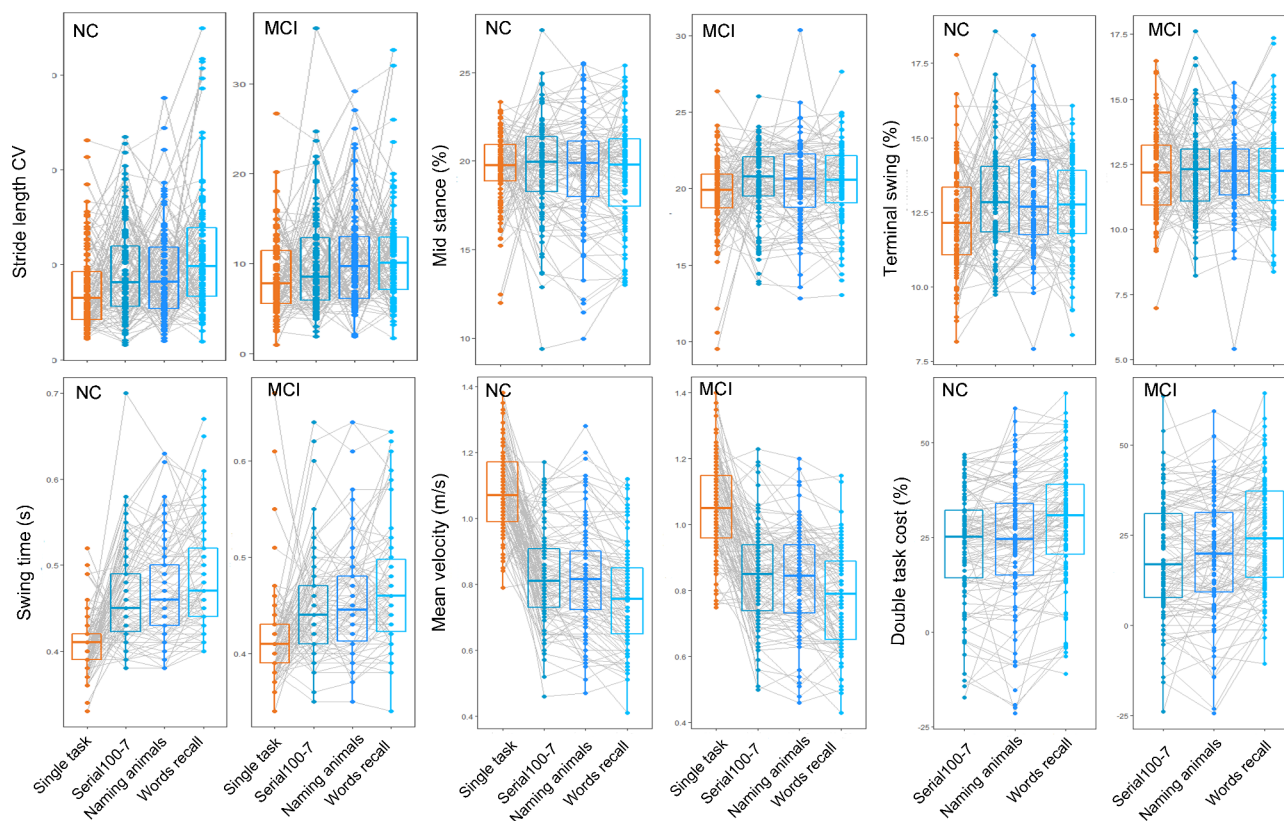 Stride length CV
NC
0
0
0
0
MCI
30
20
10
0
Mid stance (%)
NC
25
20
15
MCI
30
25
20
15
10
Terminal swing (%)
NC
17.5
15.0
12.5
10.0
7.5
MCI
17.5
15.0
12.5
10.0
7.5
5.0
Swing time (s)
NC
0.7
0.6
0.5
0.4
MCI
0.6
0.5
0.4
Mean velocity (m/s)
NC
1.4
1.2
1.0
0.8
0.6
0.4
MCI
1.4
1.2
1.0
0.8
0.6
0.4
Double task cost (%)
NC
50
25
0
-25
MCI
50
25
0
-25
Single task
Serial100-7
Naming animals
Words recall
Single task
Serial100-7
Naming animals
Words recall
Single task
Serial100-7
Naming animals
Words recall
Single task
Serial100-7
Naming animals
Words recall
Serial100-7
Naming animals
Words recall
Serial100-7
Naming animals
Words recall